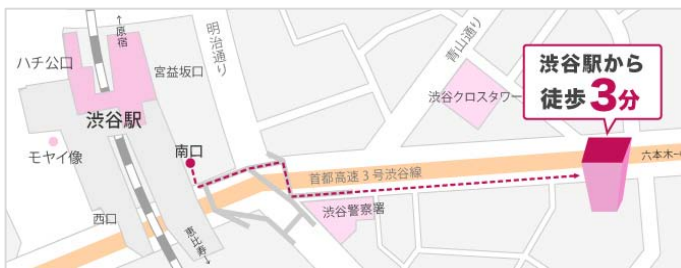 ←原宿
ハチ公口
宮益坂口
明治通り
青山通り
渋谷駅から
徒歩3分
渋谷クロスタワー
渋谷駅
モヤイ像
南口
首都高速3号渋谷線
六本木
渋谷警察署
西口
恵比寿→